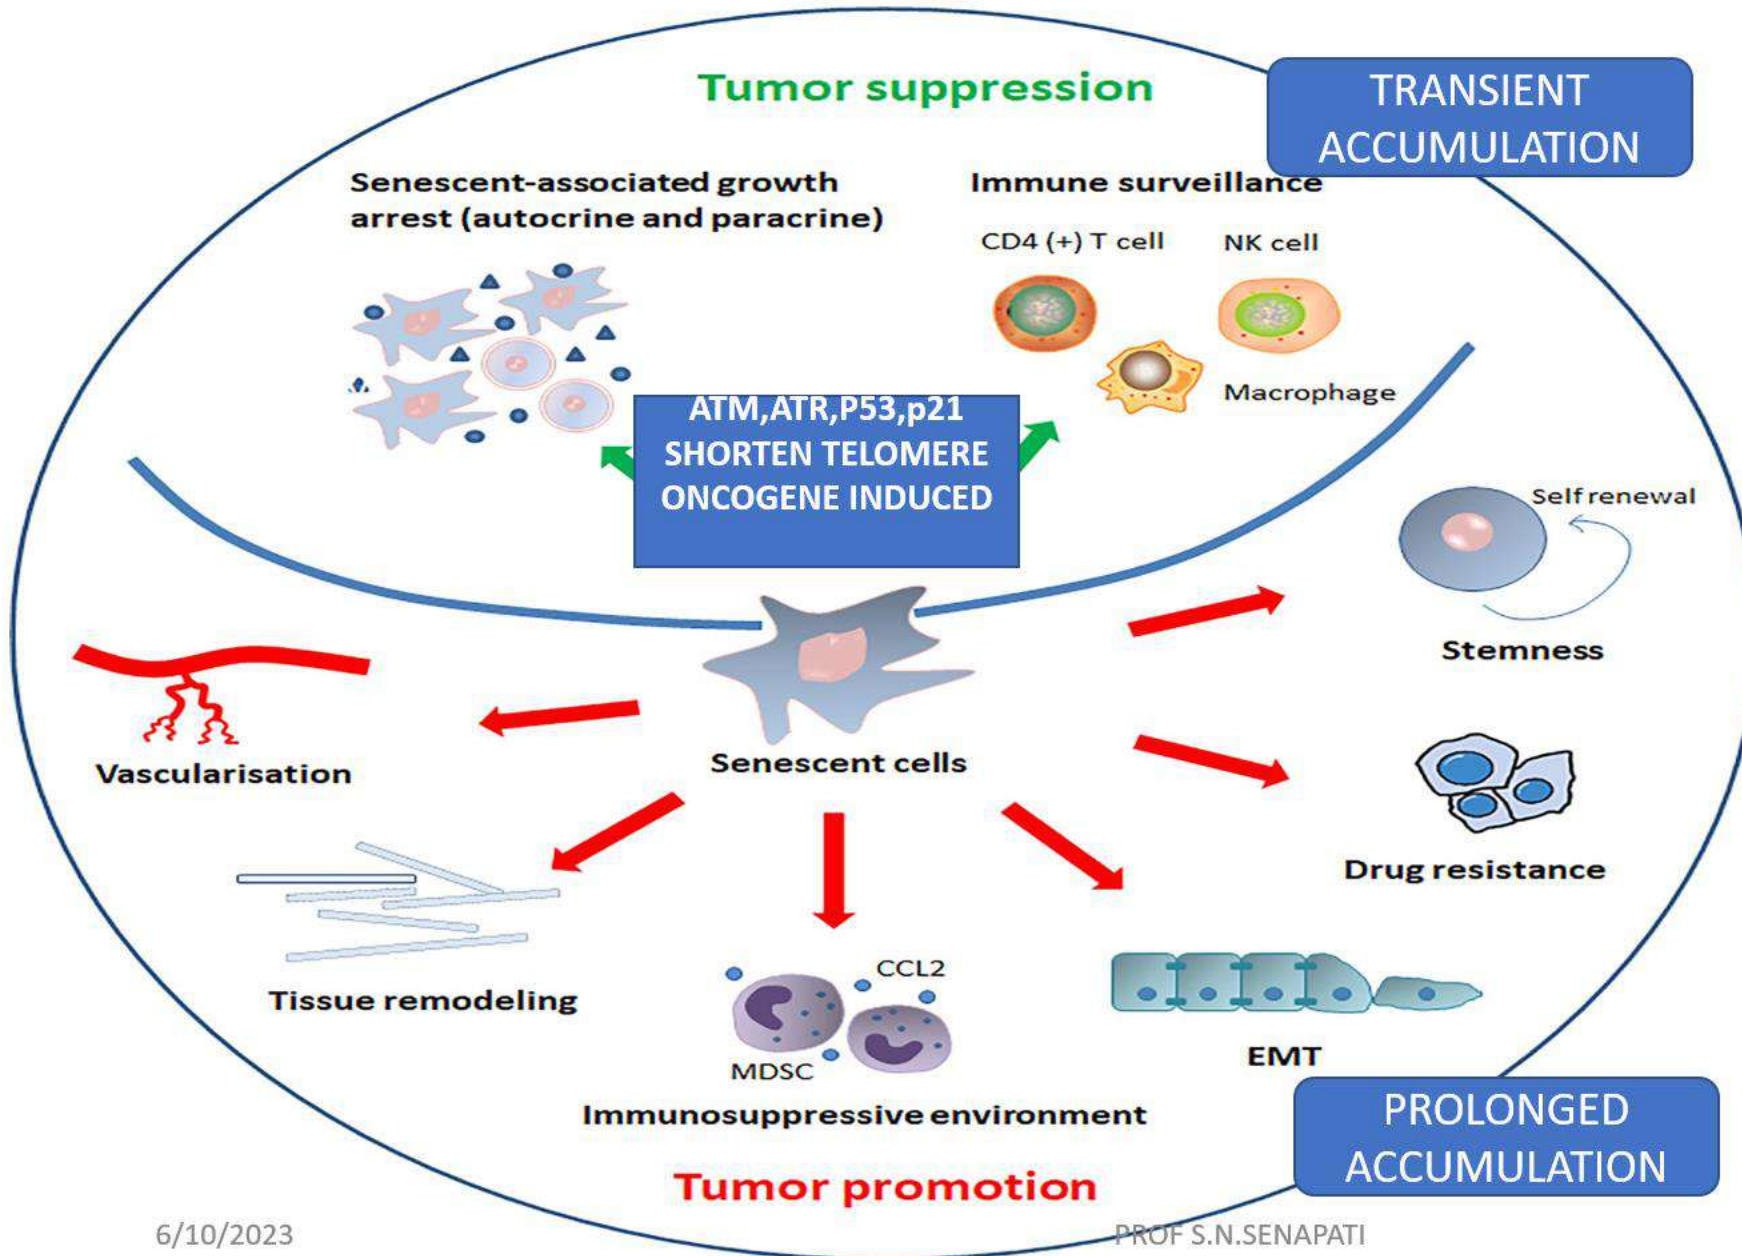 Tumor suppression
TRANSIENT
ACCUMULATION
Senescent-associated growth
arrest (autocrine and paracrine)
Immune surveillance
CD4 (+) T cell
NK cell
Macrophage
ATM,ATR,P53,p21
SHORTEN TELOMERE
ONCOGENE INDUCED
Self renewal
Stemness
Vascularisation
Senescent cells
Drug resistance
Tissue remodeling
CCL2
MDSC
EMT
Immunosuppressive environment
PROLONGED
ACCUMULATION
Tumor promotion
6/10/2023
PROF S.N.SENAPATI